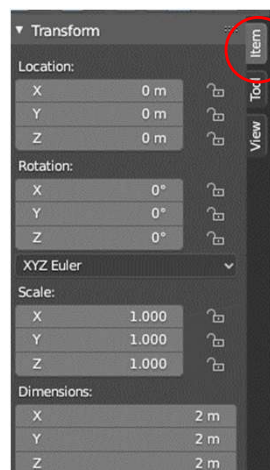 Transform
Item
Location:
X 0 m
Y 0 m
Z 0 m
Tool
Rotation:
X 0°
Y 0°
Z 0°
View
XYZ Euler
Scale:
X 1.000
Y 1.000
Z 1.000
Dimensions:
X 2 m
Y 2 m
Z 2 m